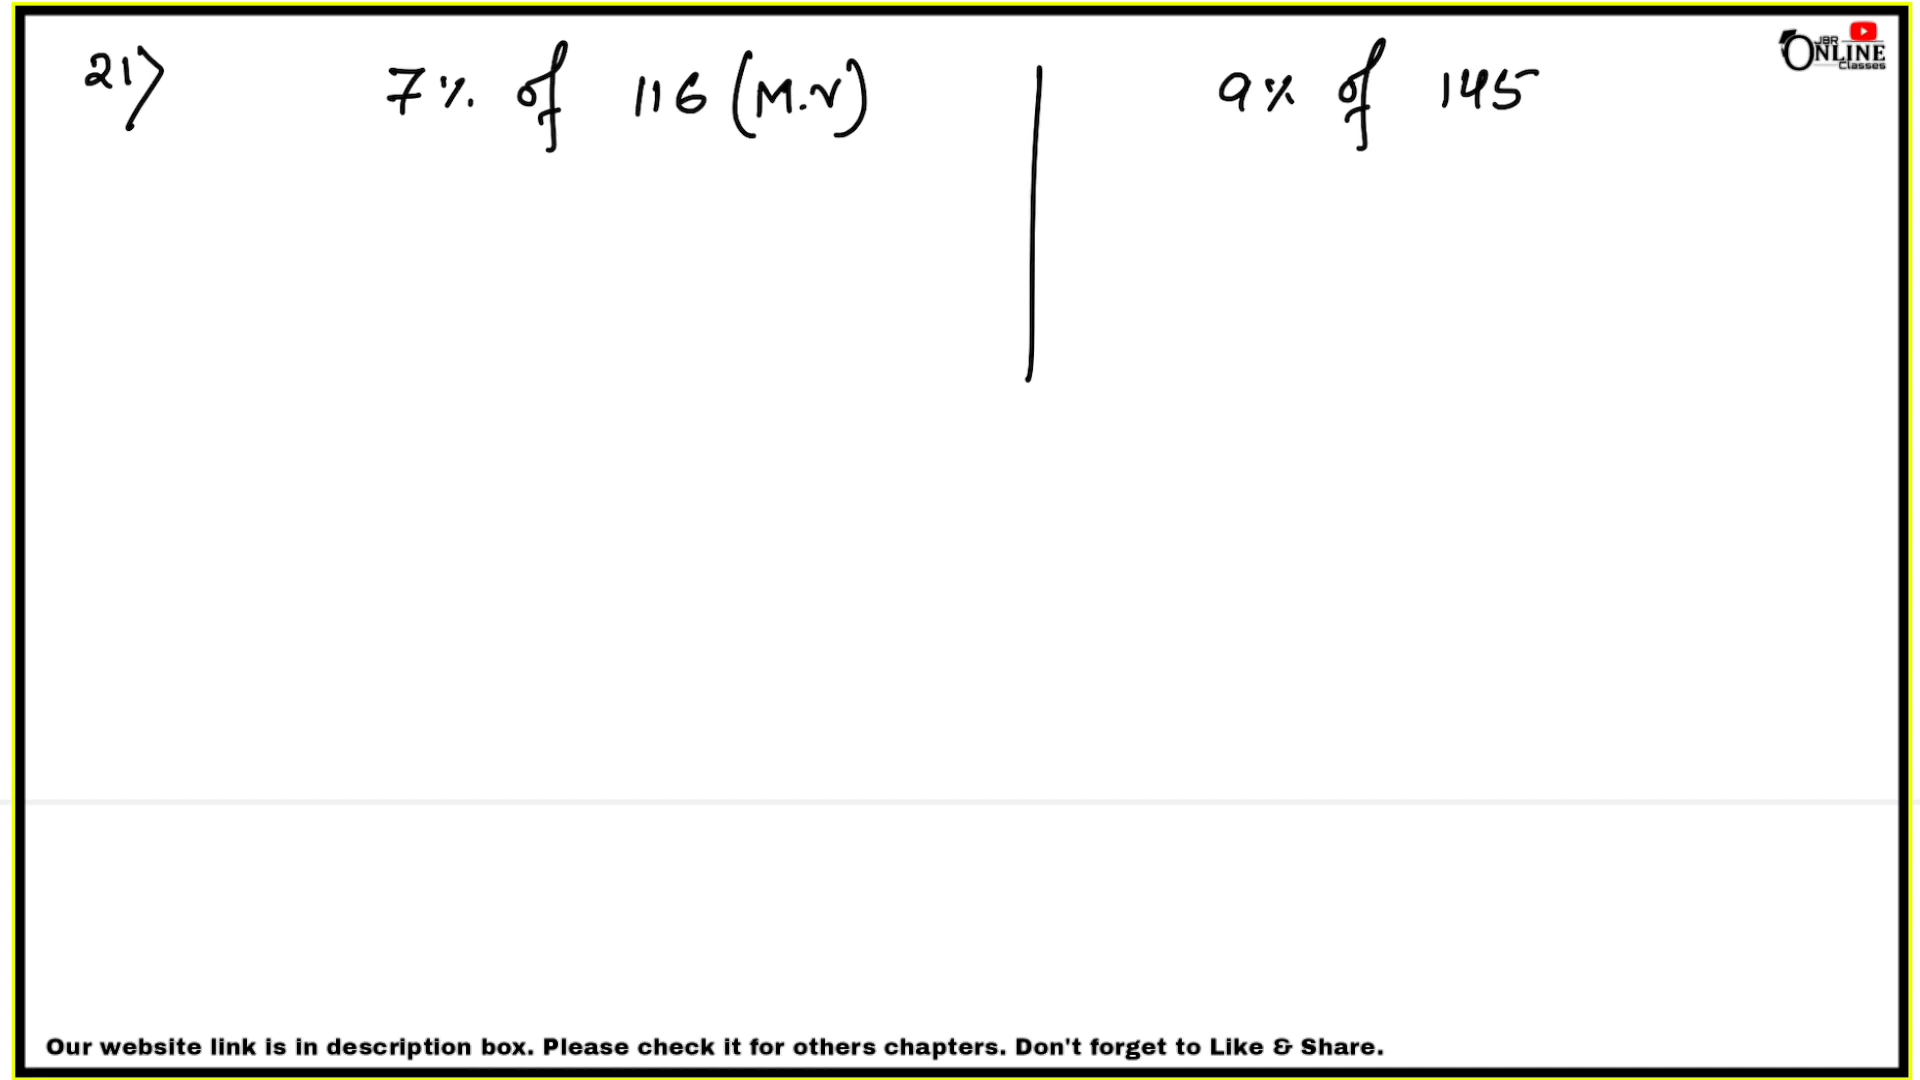 21) 7% of 116 (M.V) | 9% of 145
JBR
ONLINE
Classes
Our website link is in description box. Please check it for others chapters. Don't forget to Like & Share.